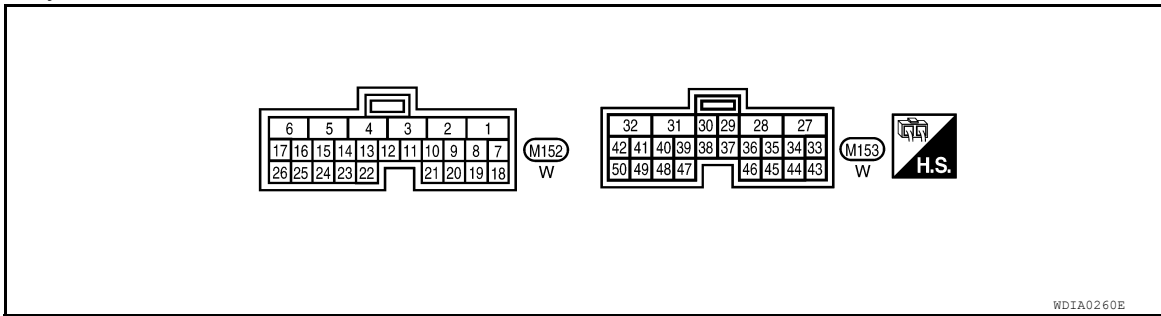 6 5 4 3 2 1
17 16 15 14 13 12 11 10 9 8 7
26 25 24 23 22 21 20 19 18
M152
W
32 31 30 29 28 27
42 41 40 39 38 37 36 35 34 33
50 49 48 47 46 45 44 43
M153
W
H.S.
WDIA0260E